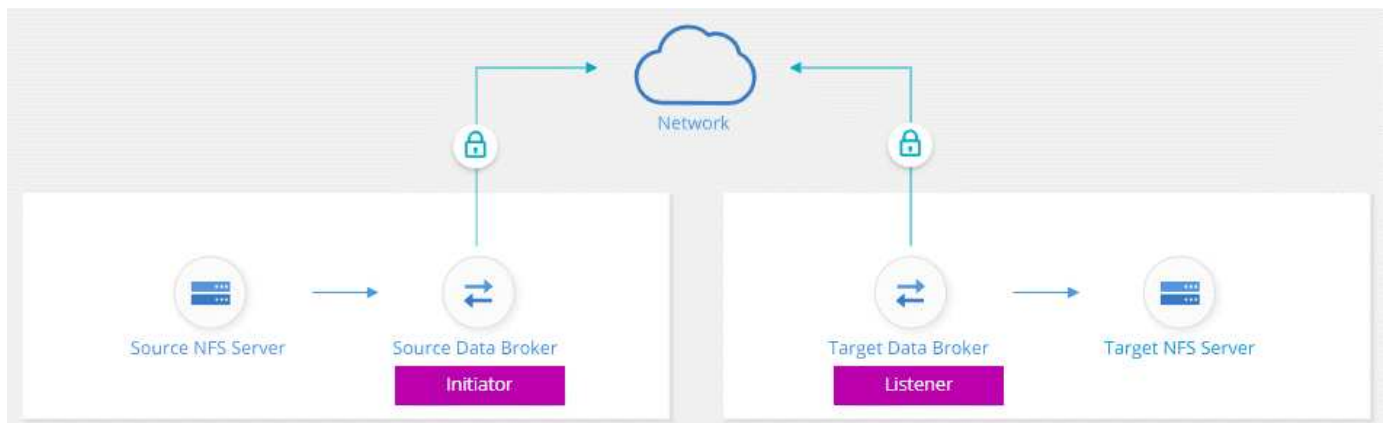 Network
Source NFS Server
Source Data Broker
Target Data Broker
Target NFS Server
Initiator
Listener